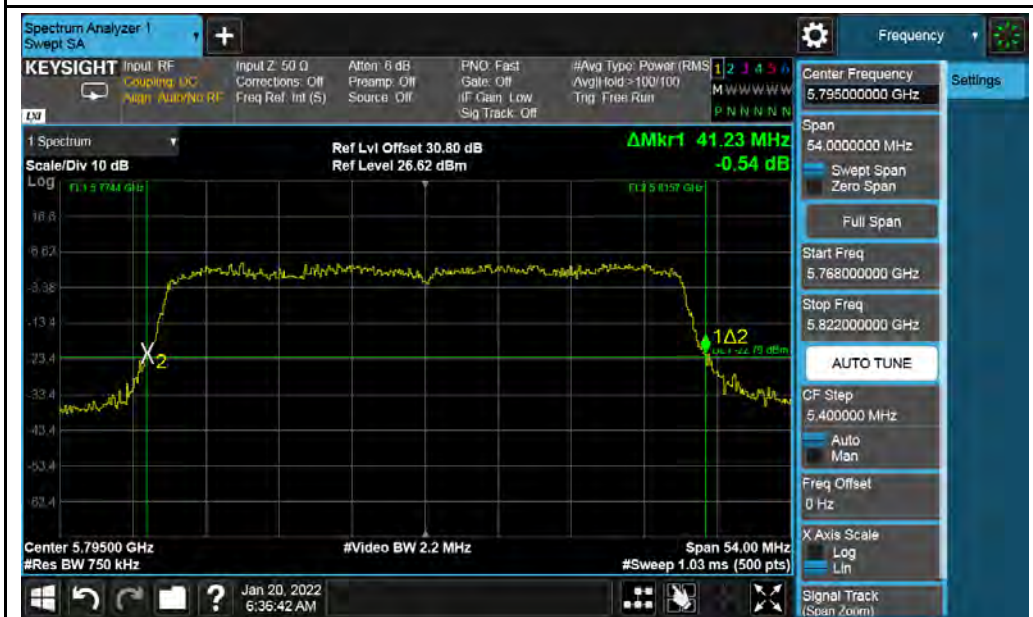 Spectrum Analyzer 1
Swept SA
Frequency
KEYSIGHT
Input: RF
Coupling: DC
Align: Auto/No RF
Input Z: 50 Ω
Corrections: Off
Freq Ref: Int (S)
Atten: 6 dB
Preamp: Off
Source: Off
PNO: Fast
Gate: Off
IF Gain: Low
Sig Track: Off
#Avg Type: Power (RMS
Avg|Hold:>100/100
Trig: Free Run
1 2 3 4 5 6
M W W W W W
P N N N N N
LXI
1 Spectrum
Scale/Div 10 dB
Log
Ref Lvl Offset 30.80 dB
Ref Level 26.62 dBm
ΔMkr1 41.23 MHz
-0.54 dB
16.6
6.62
-3.38
-13.4
-23.4
-33.4
-43.4
-53.4
-63.4
X2
1Δ2
Center 5.79500 GHz
#Res BW 750 kHz
#Video BW 2.2 MHz
Span 54.00 MHz
#Sweep 1.03 ms (500 pts)
Center Frequency
5.795000000 GHz
Settings
Span
54.0000000 MHz
Swept Span
Zero Span
Full Span
Start Freq
5.768000000 GHz
Stop Freq
5.822000000 GHz
AUTO TUNE
CF Step
5.400000 MHz
Auto
Man
Freq Offset
0 Hz
X Axis Scale
Log
Lin
Signal Track
(Span Zoom)
?
Jan 20, 2022
6:36:42 AM